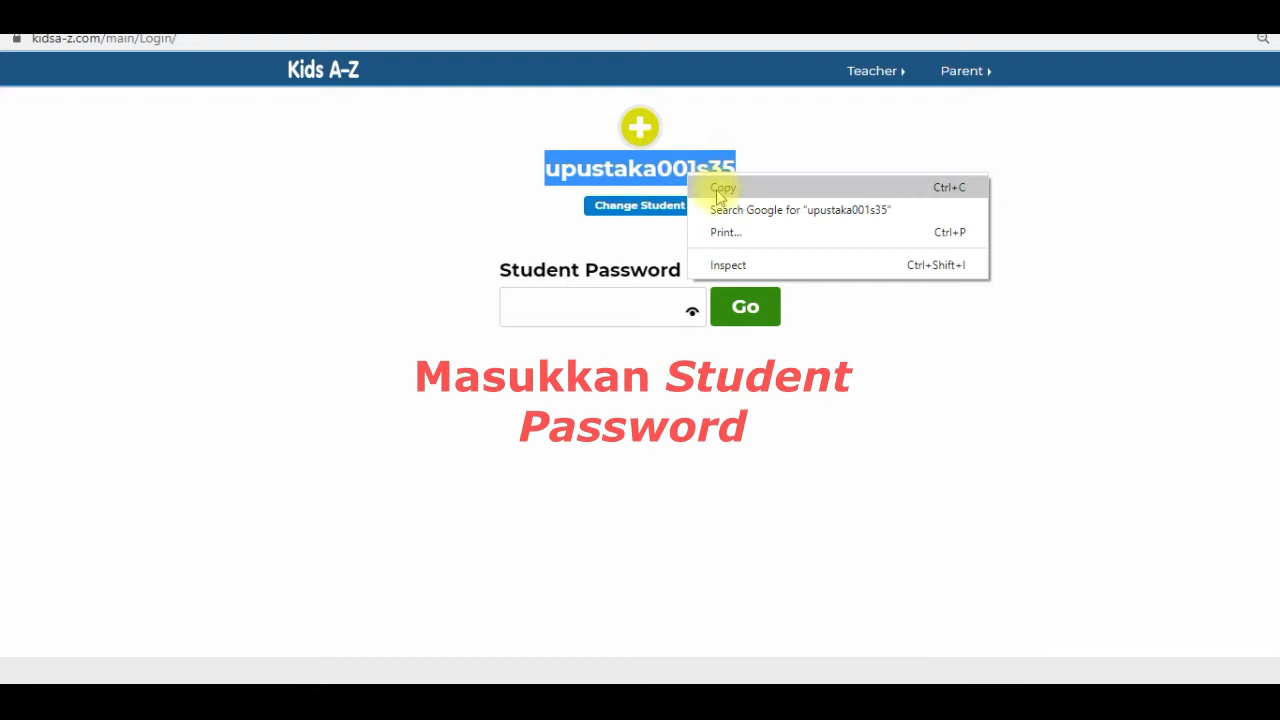 kidsa-z.com/main/Login/
Kids A-Z
Teacher
Parent
upustaka001s35
Copy Ctrl+C
Change Student
Search Google for "upustaka001s35"
Print... Ctrl+P
Inspect Ctrl+Shift+I
Student Password
Go
Masukkan Student
Password